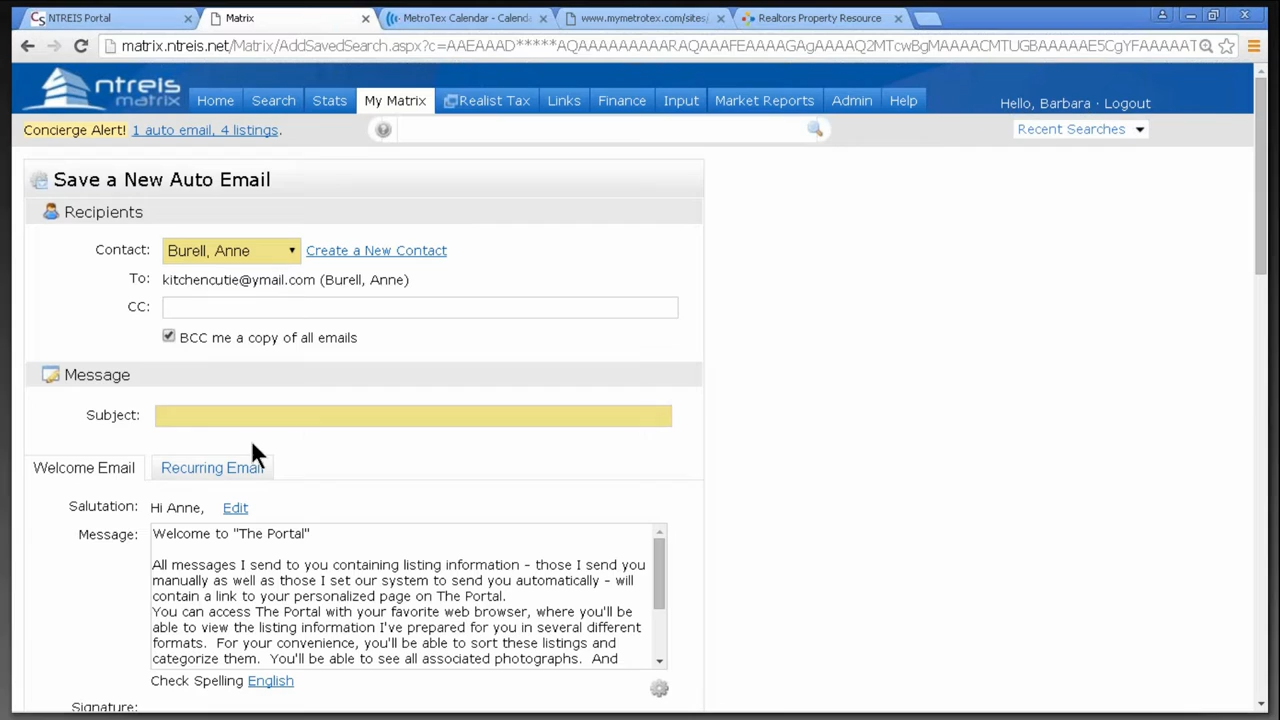 NTREIS Portal
Matrix
MetroTex Calendar - Calenda
www.mymetrotex.com/sites/
Realtors Property Resource
matrix.ntreis.net/Matrix/AddSavedSearch.aspx?c=AAEAAAD*****AQAAAAAAAAARAQAAAFEAAAAGAgAAAAQ2MTcwBgMAAAASMTUGBAAAAAE5CgYFAAAAAT
ntreis
matrix
Home
Search
Stats
My Matrix
Realist Tax
Links
Finance
Input
Market Reports
Admin
Help
Hello, Barbara · Logout
Concierge Alert! 1 auto email, 4 listings.
Recent Searches
Save a New Auto Email
Recipients
Contact: Burell, Anne Create a New Contact
To: kitchencutie@ymail.com (Burell, Anne)
CC:
BCC me a copy of all emails
Message
Subject:
Welcome Email
Recurring Email
Salutation: Hi Anne, Edit
Message: Welcome to "The Portal"
All messages I send to you containing listing information - those I send you
manually as well as those I set our system to send you automatically - will
contain a link to your personalized page on The Portal.
You can access The Portal with your favorite web browser, where you'll be
able to view the listing information I've prepared for you in several different
formats. For your convenience, you'll be able to sort these listings and
categorize them. You'll be able to see all associated photographs. And
Check Spelling English
Signature: